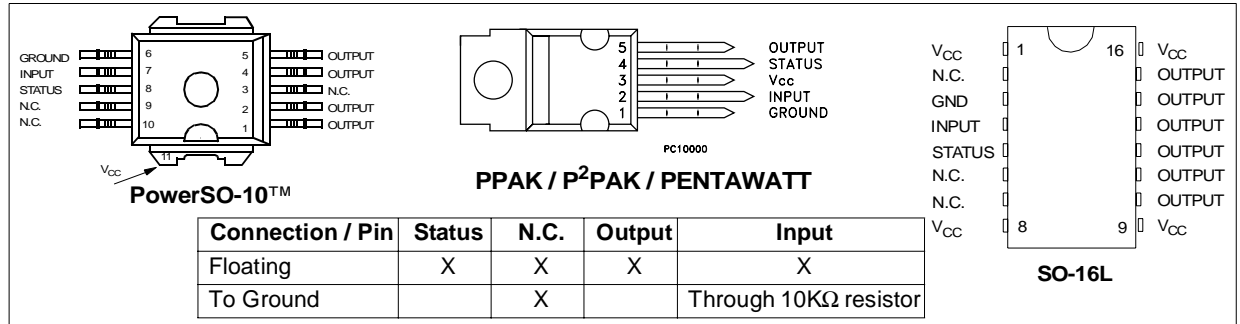 GROUND 6 5 OUTPUT
INPUT 7 4 OUTPUT
STATUS 8 3 N.C.
N.C. 9 2 OUTPUT
N.C. 10 1 OUTPUT
11
VCC
PowerSO-10™
5 OUTPUT
4 STATUS
3 Vcc
2 INPUT
1 GROUND
PC10000
PPAK / P²PAK / PENTAWATT
VCC 1 16 VCC
N.C. OUTPUT
GND OUTPUT
INPUT OUTPUT
STATUS OUTPUT
N.C. OUTPUT
N.C. OUTPUT
VCC 8 9 VCC
SO-16L
Connection / Pin Status N.C. Output Input
Floating X X X X
To Ground X Through 10KΩ resistor